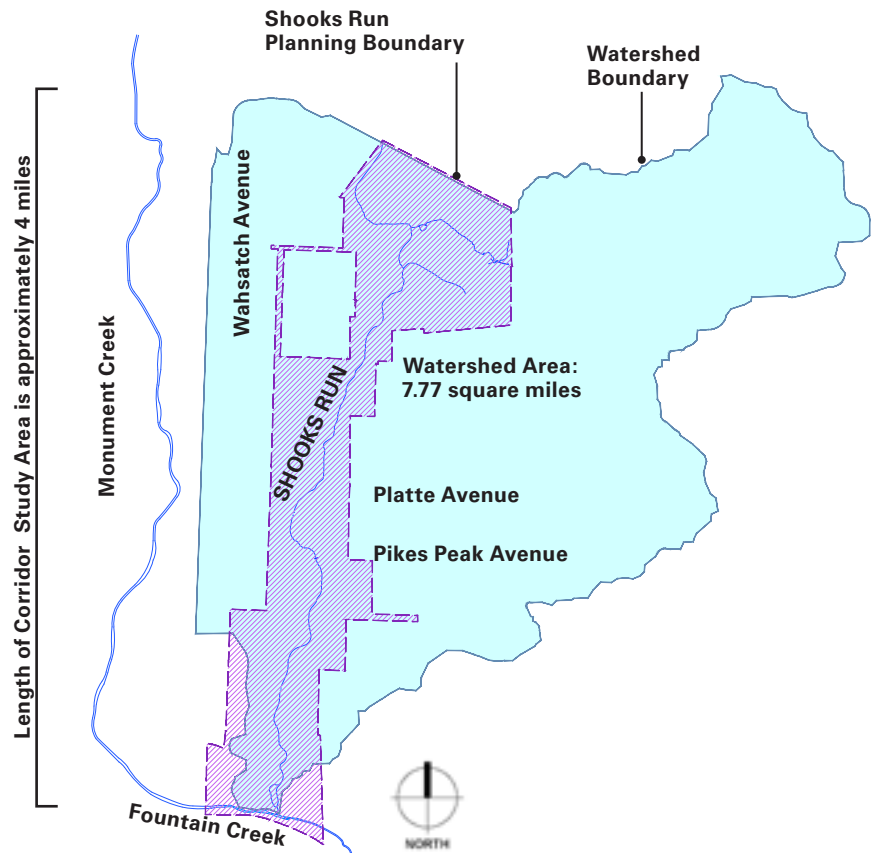 Shooks Run
Planning Boundary
Watershed
Boundary
Length of Corridor Study Area is approximately 4 miles
Monument Creek
Wahsatch Avenue
SHOOKS RUN
Watershed Area:
7.77 square miles
Platte Avenue
Pikes Peak Avenue
Fountain Creek
NORTH